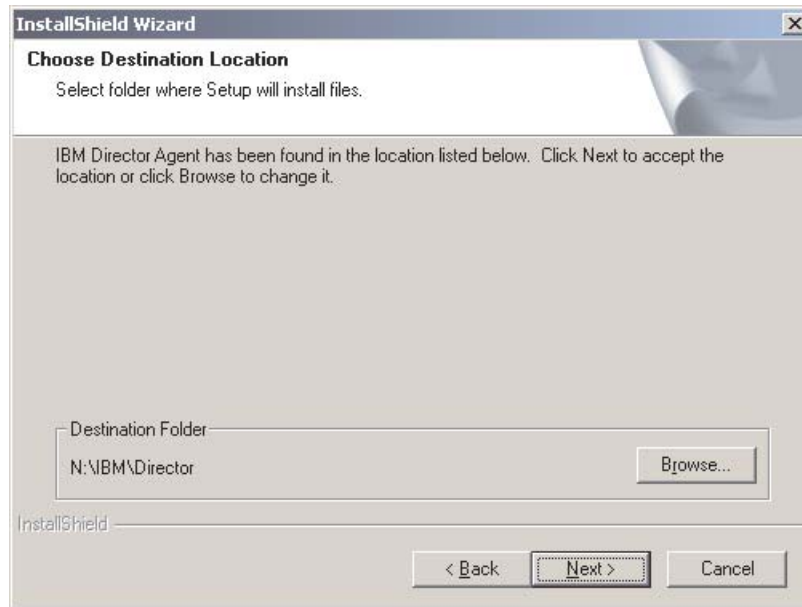 InstallShield Wizard
Choose Destination Location
Select folder where Setup will install files.
IBM Director Agent has been found in the location listed below. Click Next to accept the
location or click Browse to change it.
Destination Folder
N:\IBM\Director
Browse...
InstallShield
< Back
Next >
Cancel